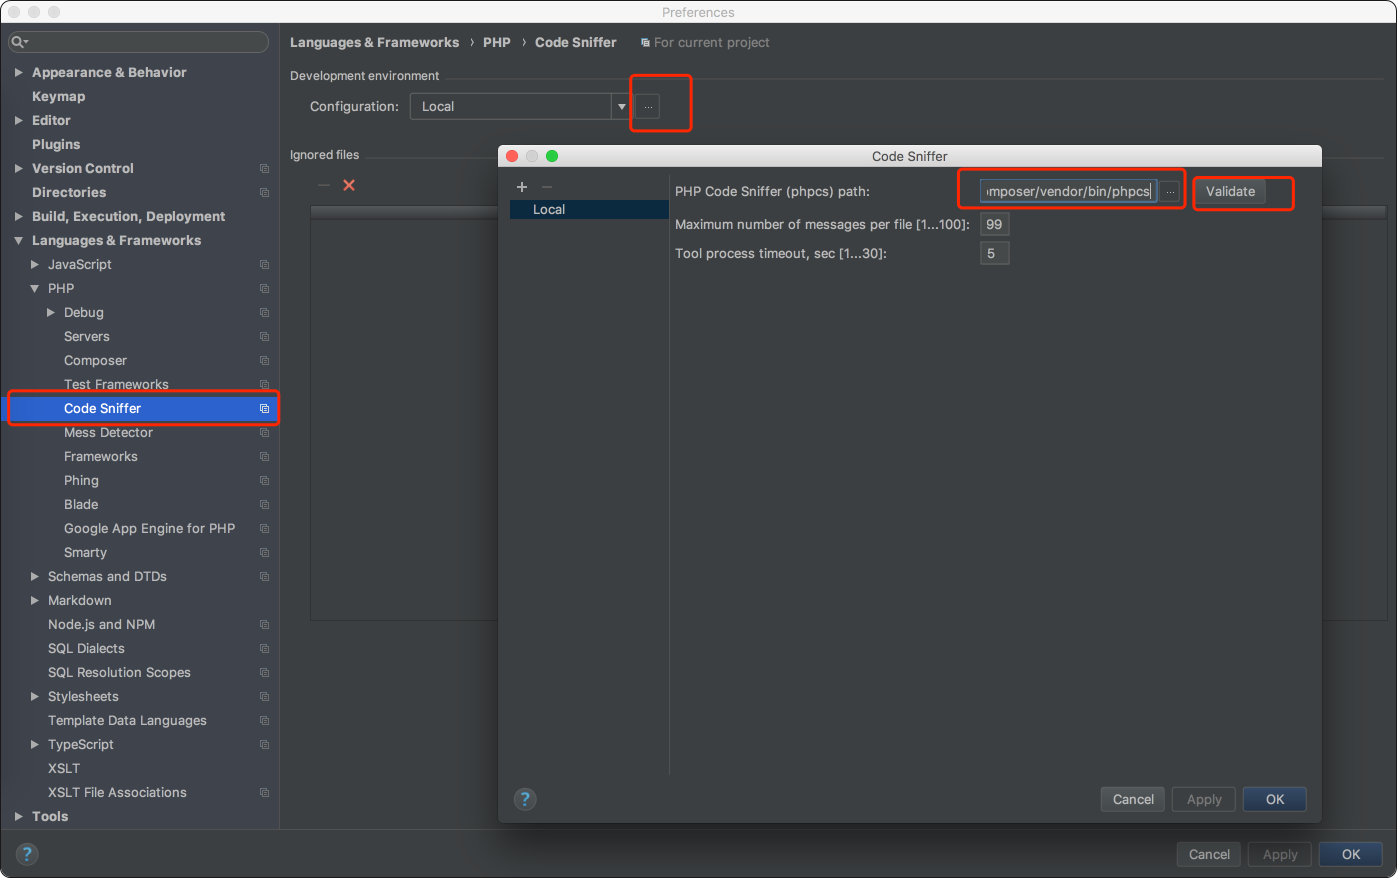 Preferences
Appearance & Behavior
Keymap
Editor
Plugins
Version Control
Directories
Build, Execution, Deployment
Languages & Frameworks
JavaScript
PHP
Debug
Servers
Composer
Test Frameworks
Code Sniffer
Mess Detector
Frameworks
Phing
Blade
Google App Engine for PHP
Smarty
Schemas and DTDs
Markdown
Node.js and NPM
SQL Dialects
SQL Resolution Scopes
Stylesheets
Template Data Languages
TypeScript
XSLT
XSLT File Associations
Tools
Languages & Frameworks › PHP › Code Sniffer For current project
Development environment
Configuration: Local ...
Ignored files
Code Sniffer
Local
PHP Code Sniffer (phpcs) path: omposer/vendor/bin/phpcs ... Validate
Maximum number of messages per file [1...100]: 99
Tool process timeout, sec [1...30]: 5
? Cancel Apply OK
? Cancel Apply OK